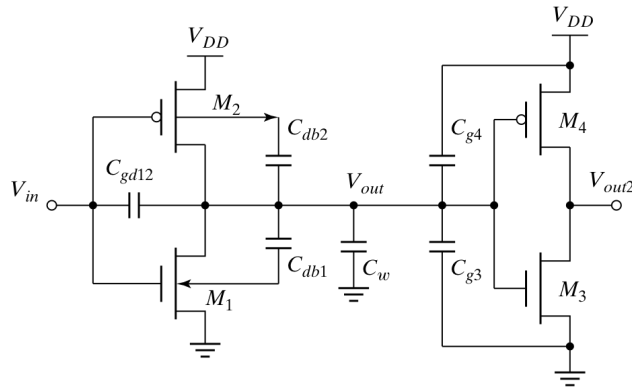 V_DD
V_DD
M_2
C_db2
C_g4
M_4
C_gd12
V_in
V_out
V_out2
C_db1
C_w
C_g3
M_1
M_3